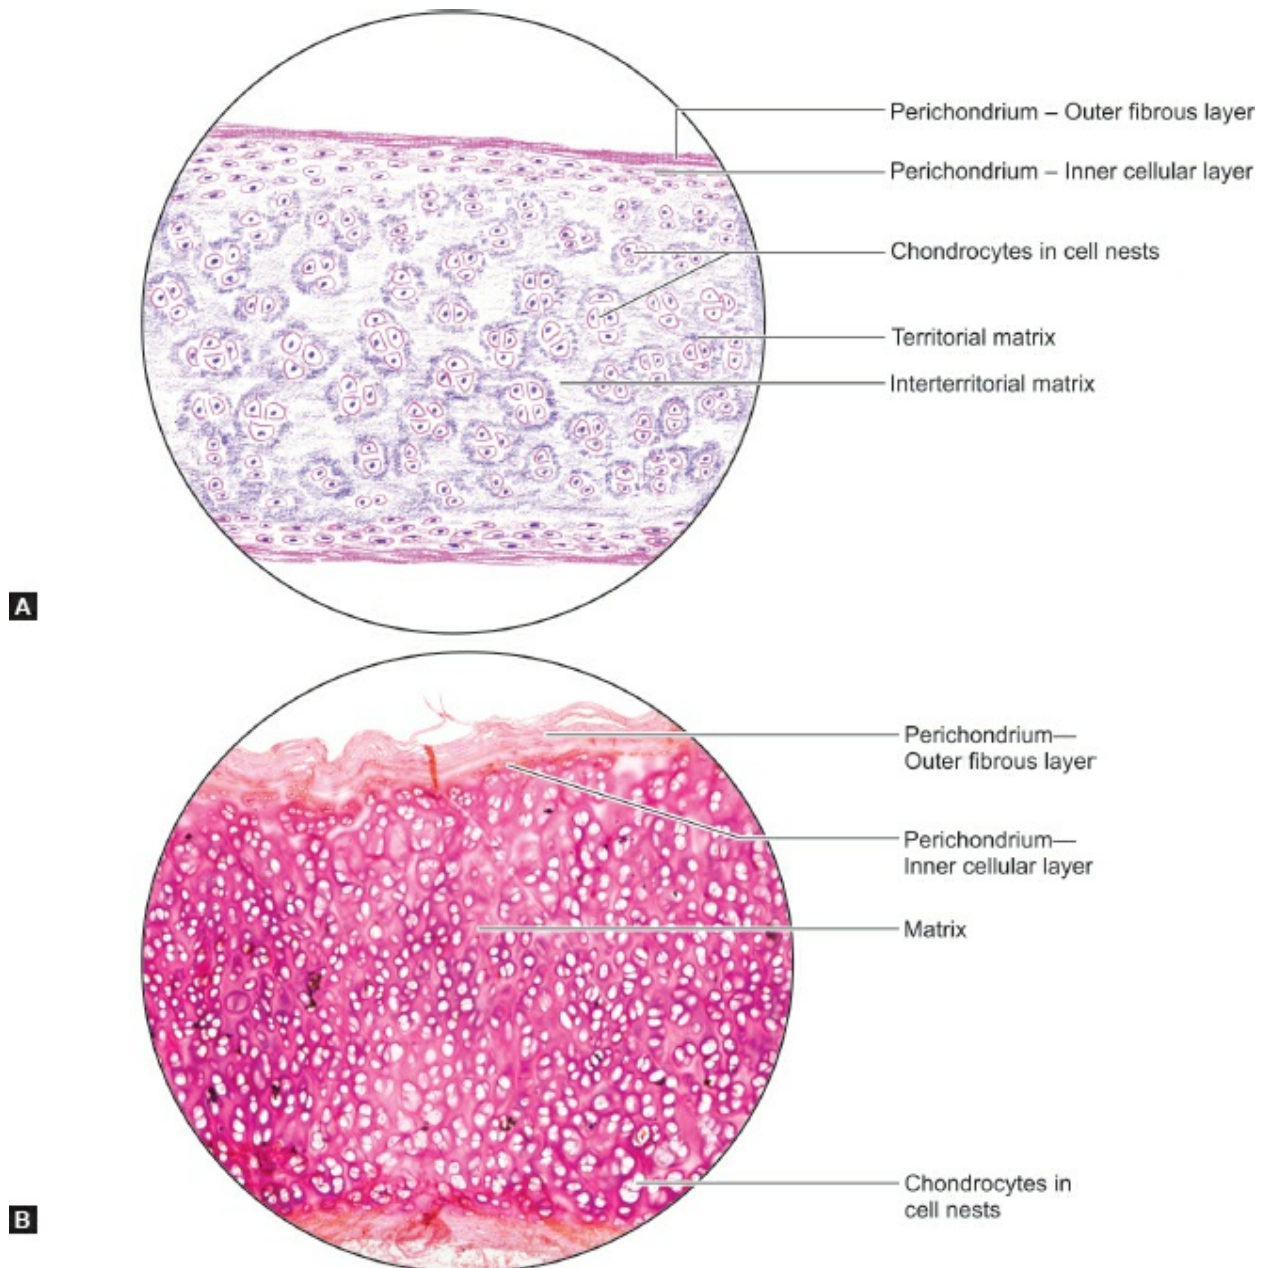 Perichondrium – Outer fibrous layer
Perichondrium – Inner cellular layer
Chondrocytes in cell nests
Territorial matrix
Interterritorial matrix
A
Perichondrium—
Outer fibrous layer
Perichondrium—
Inner cellular layer
Matrix
Chondrocytes in
cell nests
B